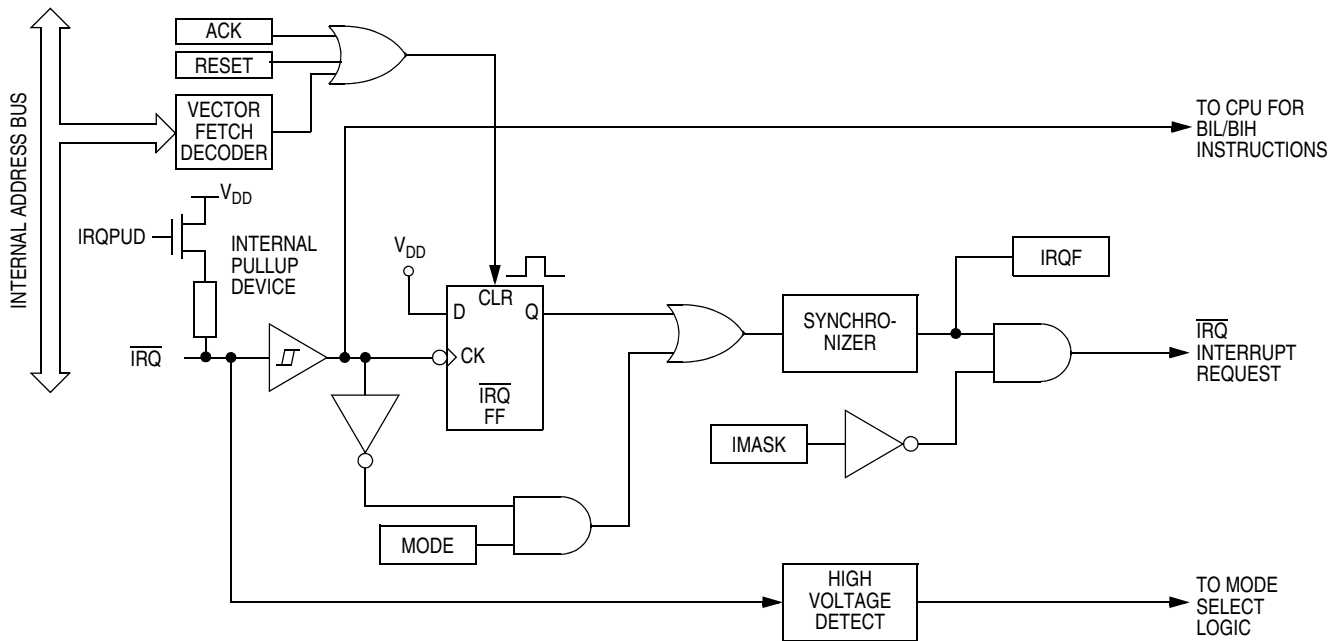 INTERNAL ADDRESS BUS
ACK
RESET
VECTOR
FETCH
DECODER
TO CPU FOR
BIL/BIH
INSTRUCTIONS
VDD
IRQPUD
INTERNAL
PULLUP
DEVICE
VDD
CLR
D
Q
CK
IRQ
FF
IRQ
SYNCHRO-
NIZER
IRQF
IRQ
INTERRUPT
REQUEST
IMASK
MODE
HIGH
VOLTAGE
DETECT
TO MODE
SELECT
LOGIC